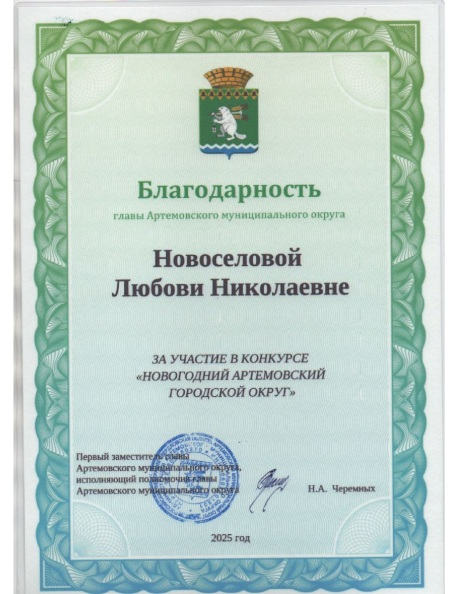 Благодарность
главы Артемовского муниципального округа
Новоселовой
Любови Николаевне
ЗА УЧАСТИЕ В КОНКУРСЕ
«НОВОГОДНИЙ АРТЕМОВСКИЙ
ГОРОДСКОЙ ОКРУГ»
Первый заместитель главы
Артемовского муниципального округа,
исполняющий полномочия главы
Артемовского муниципального округа
Н.А. Черемных
2025 год